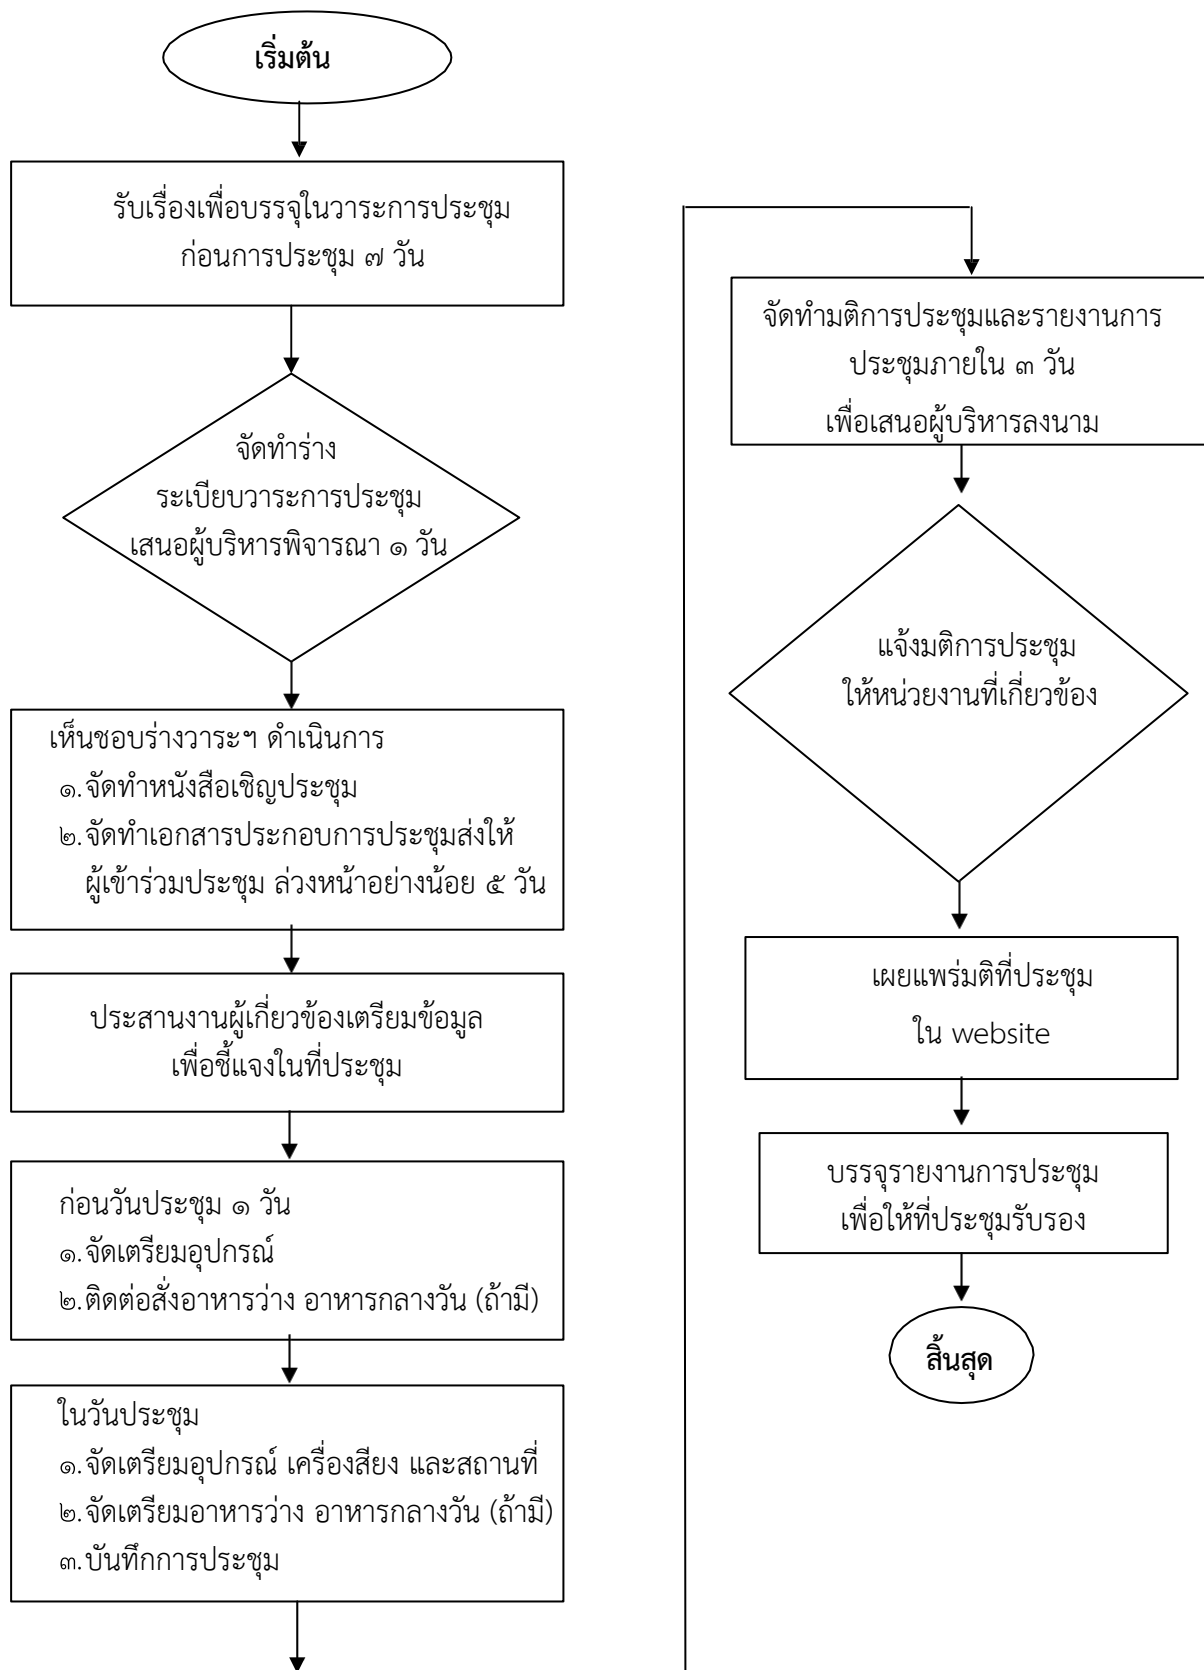 เริ่มต้น
รับเรื่องเพื่อบรรจุในวาระการประชุม
ก่อนการประชุม ๗ วัน
จัดทำร่าง
ระเบียบวาระการประชุม
เสนอผู้บริหารพิจารณา ๑ วัน
เห็นชอบร่างวาระฯ ดำเนินการ
๑.จัดทำหนังสือเชิญประชุม
๒.จัดทำเอกสารประกอบการประชุมส่งให้
ผู้เข้าร่วมประชุม ล่วงหน้าอย่างน้อย ๕ วัน
ประสานงานผู้เกี่ยวข้องเตรียมข้อมูล
เพื่อชี้แจงในที่ประชุม
ก่อนวันประชุม ๑ วัน
๑.จัดเตรียมอุปกรณ์
๒.ติดต่อสั่งอาหารว่าง อาหารกลางวัน (ถ้ามี)
ในวันประชุม
๑.จัดเตรียมอุปกรณ์ เครื่องสียง และสถานที่
๒.จัดเตรียมอาหารว่าง อาหารกลางวัน (ถ้ามี)
๓.บันทึกการประชุม
จัดทำมติการประชุมและรายงานการ
ประชุมภายใน ๓ วัน
เพื่อเสนอผู้บริหารลงนาม
แจ้งมติการประชุม
ให้หน่วยงานที่เกี่ยวข้อง
เผยแพร่มติที่ประชุม
ใน website
บรรจุรายงานการประชุม
เพื่อให้ที่ประชุมรับรอง
สิ้นสุด